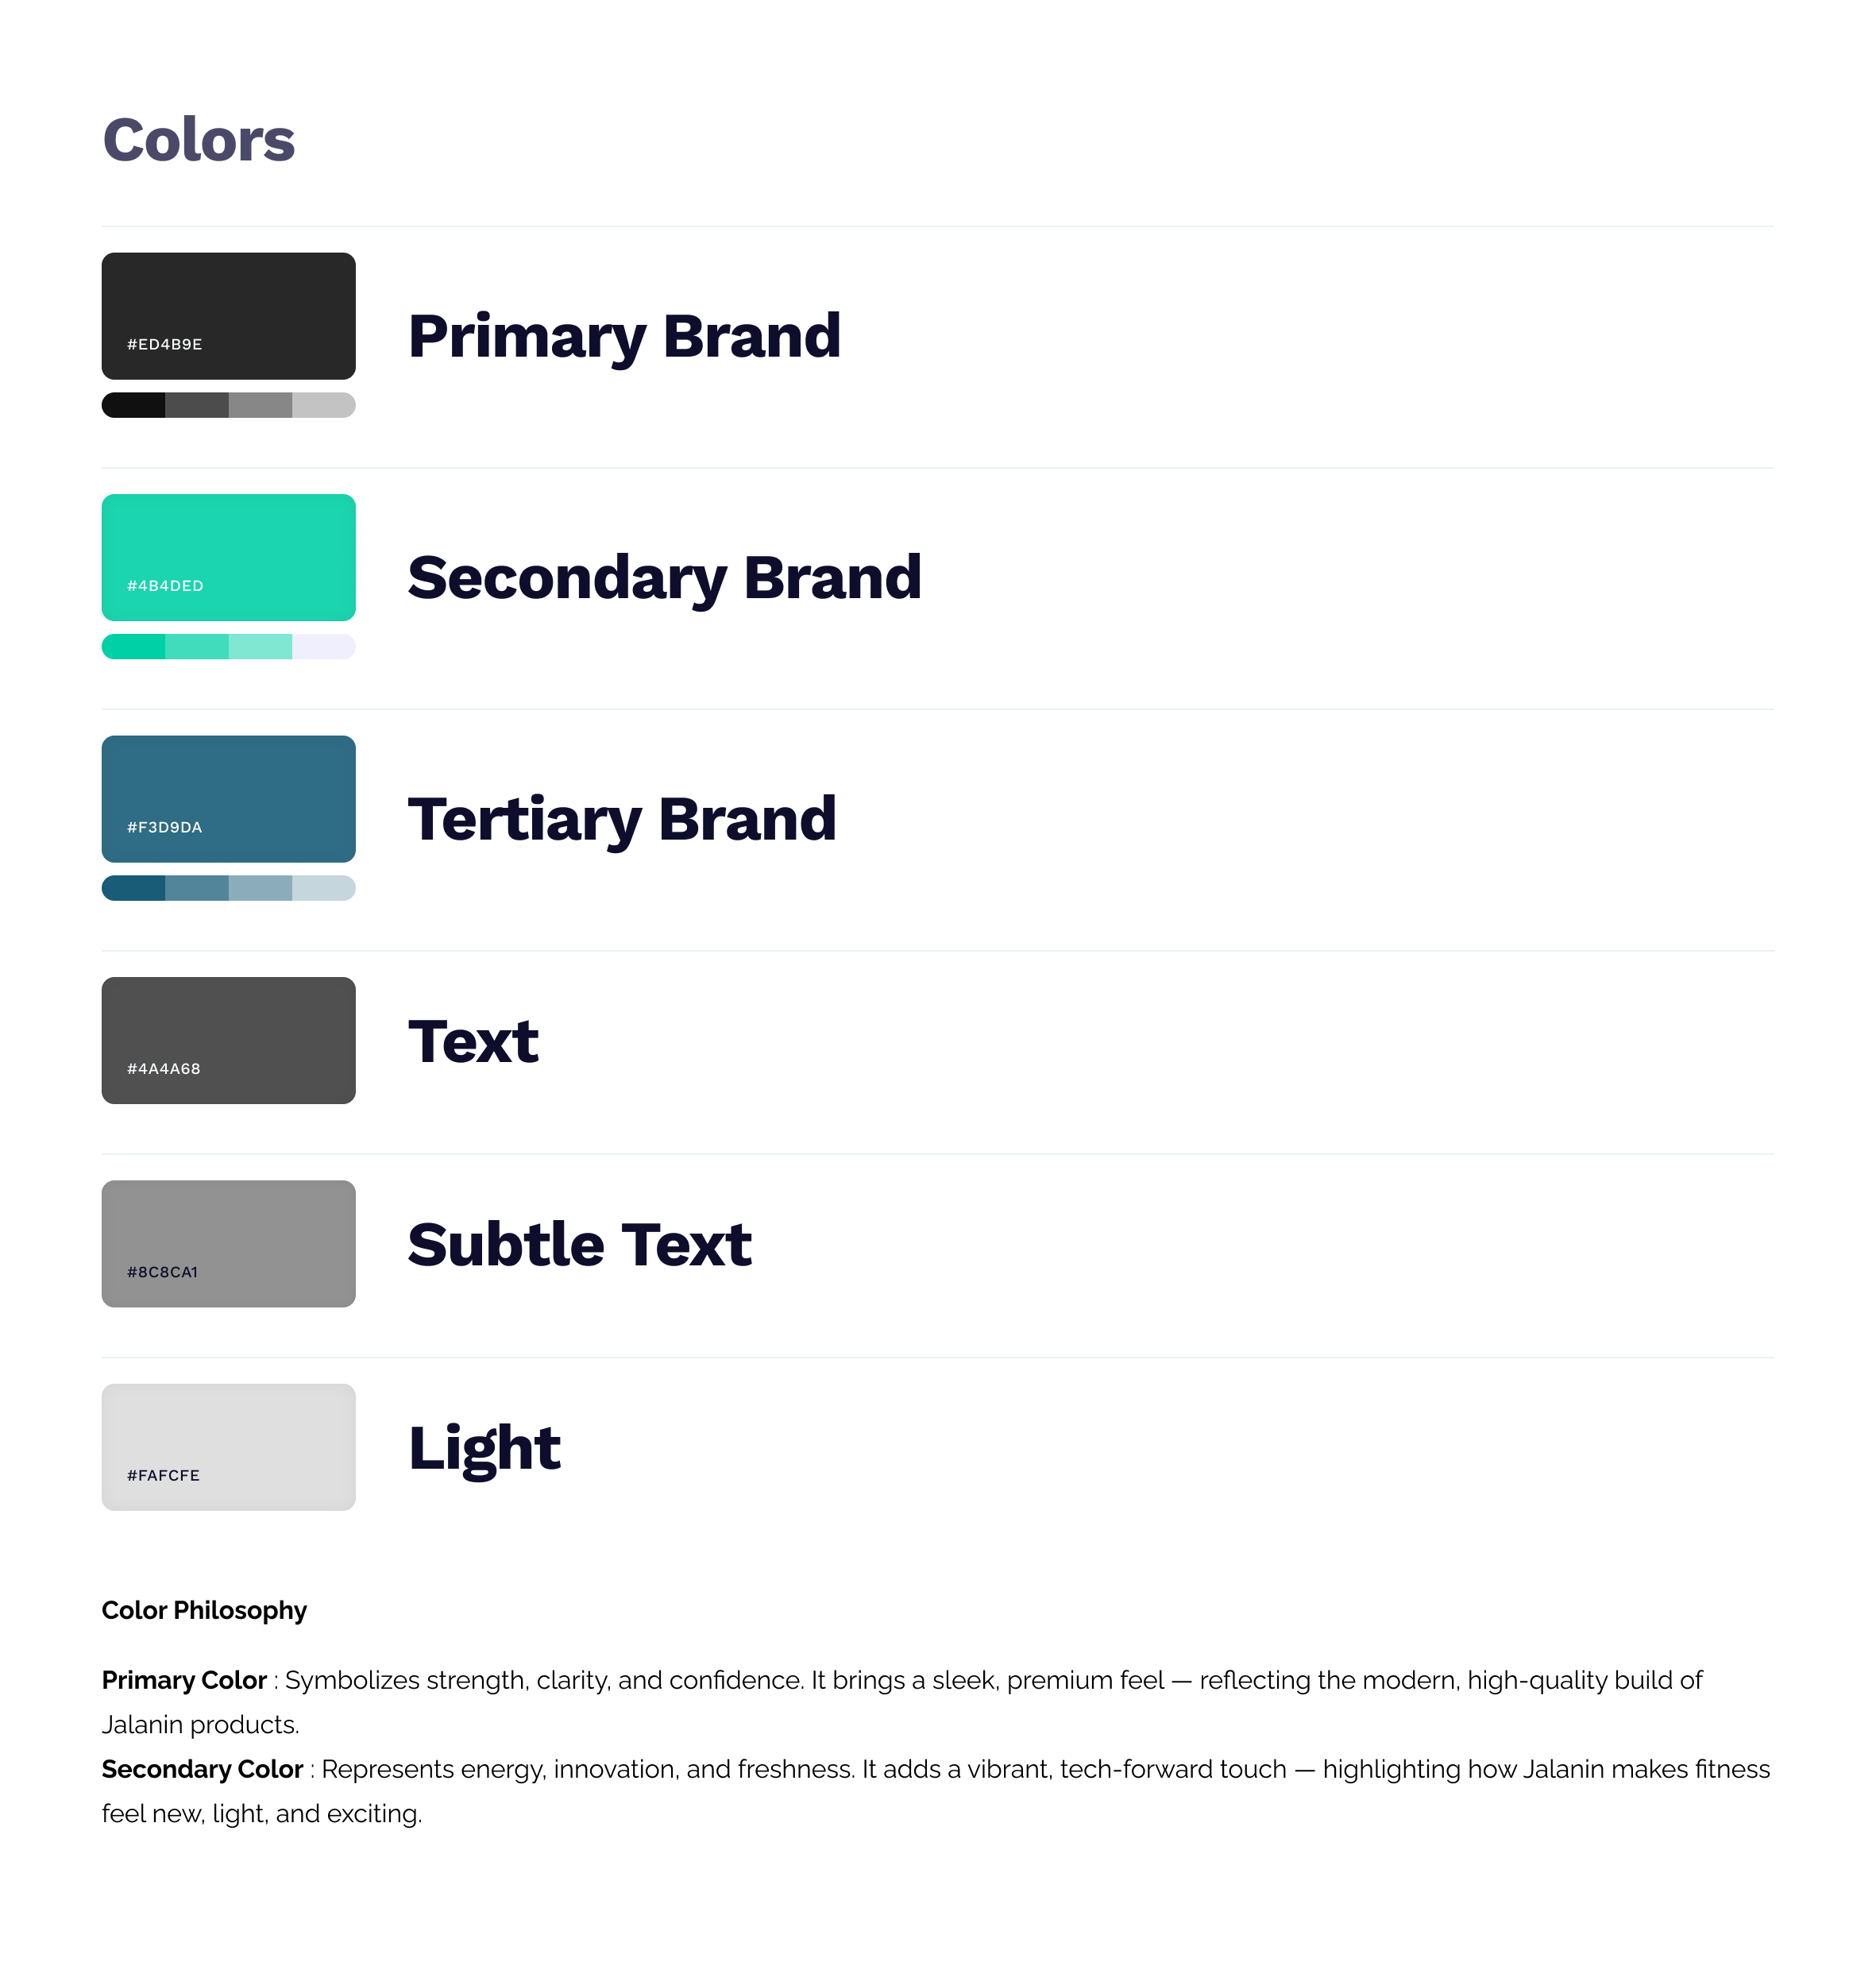 Colors
#ED4B9E
Primary Brand
#4B4DED
Secondary Brand
#F3D9DA
Tertiary Brand
#4A4A68
Text
#8C8CA1
Subtle Text
#FAFCFE
Light
Color Philosophy
Primary Color : Symbolizes strength, clarity, and confidence. It brings a sleek, premium feel — reflecting the modern, high-quality build of
Jalanin products.
Secondary Color : Represents energy, innovation, and freshness. It adds a vibrant, tech-forward touch — highlighting how Jalanin makes fitness
feel new, light, and exciting.